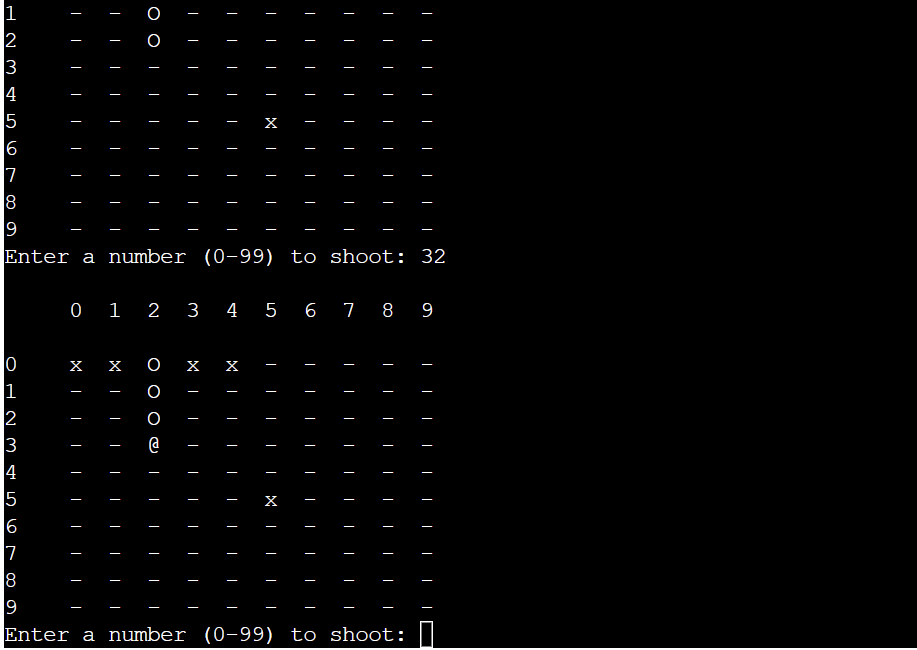 1    -  -  O  -  -  -  -  -  -  -
2    -  -  O  -  -  -  -  -  -  -
3    -  -  -  -  -  -  -  -  -  -
4    -  -  -  -  -  -  -  -  -  -
5    -  -  -  -  -  x  -  -  -  -
6    -  -  -  -  -  -  -  -  -  -
7    -  -  -  -  -  -  -  -  -  -
8    -  -  -  -  -  -  -  -  -  -
9    -  -  -  -  -  -  -  -  -  -
Enter a number (0-99) to shoot: 32
     0  1  2  3  4  5  6  7  8  9
0    x  x  O  x  x  -  -  -  -  -
1    -  -  O  -  -  -  -  -  -  -
2    -  -  O  -  -  -  -  -  -  -
3    -  -  @  -  -  -  -  -  -  -
4    -  -  -  -  -  -  -  -  -  -
5    -  -  -  -  -  x  -  -  -  -
6    -  -  -  -  -  -  -  -  -  -
7    -  -  -  -  -  -  -  -  -  -
8    -  -  -  -  -  -  -  -  -  -
9    -  -  -  -  -  -  -  -  -  -
Enter a number (0-99) to shoot: